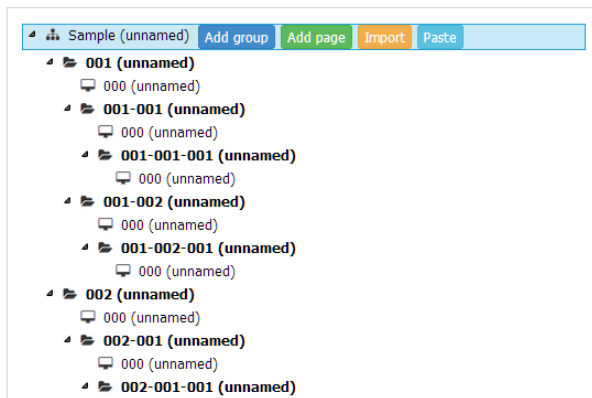 Sample (unnamed) Add group Add page Import Paste
001 (unnamed)
000 (unnamed)
001-001 (unnamed)
000 (unnamed)
001-001-001 (unnamed)
000 (unnamed)
001-002 (unnamed)
000 (unnamed)
001-002-001 (unnamed)
000 (unnamed)
002 (unnamed)
000 (unnamed)
002-001 (unnamed)
000 (unnamed)
002-001-001 (unnamed)